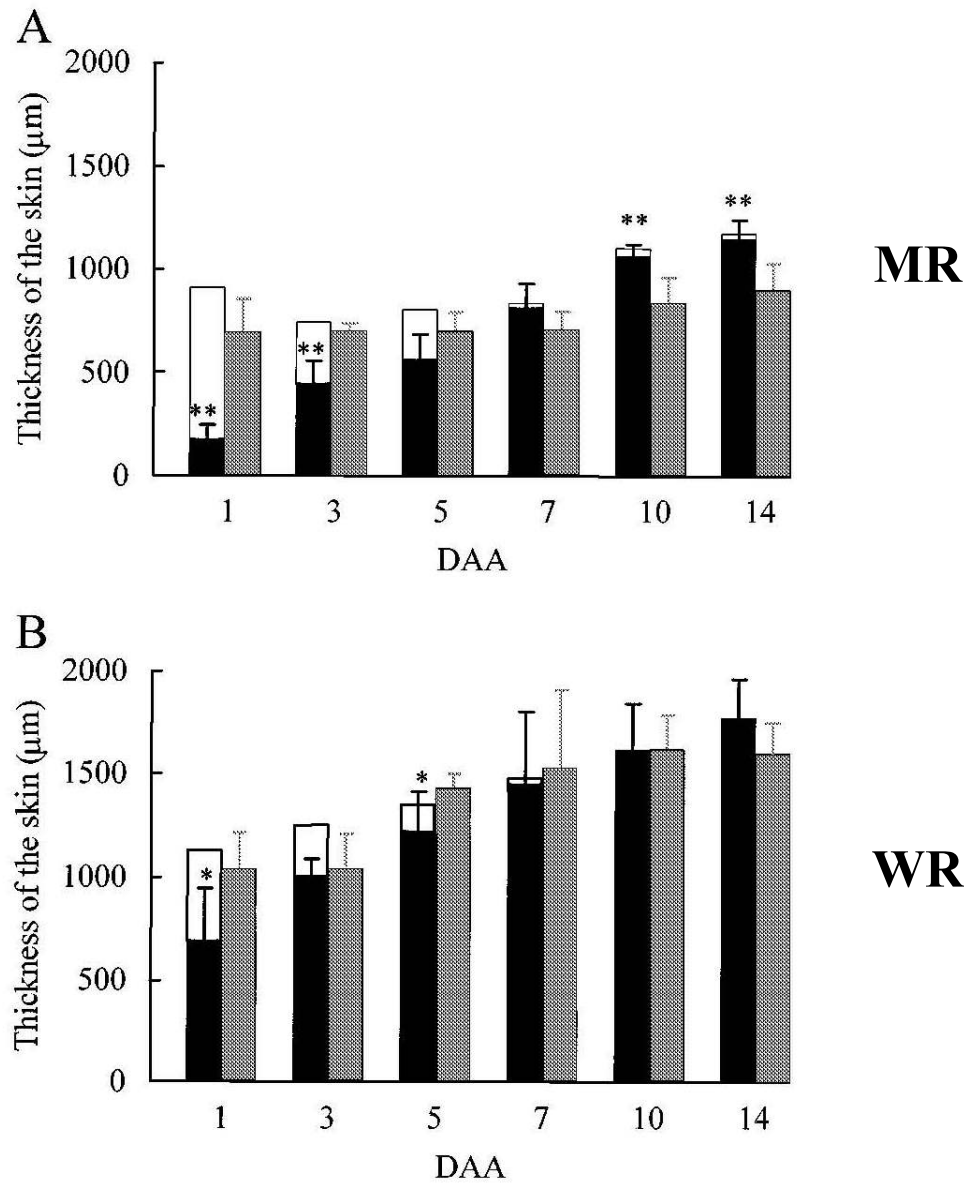 A
2000
1500
1000
500
0
Thickness of the skin (μm)
** ** ** **
1 3 5 7 10 14
DAA
MR
B
2000
1500
1000
500
0
Thickness of the skin (μm)
* *
1 3 5 7 10 14
DAA
WR